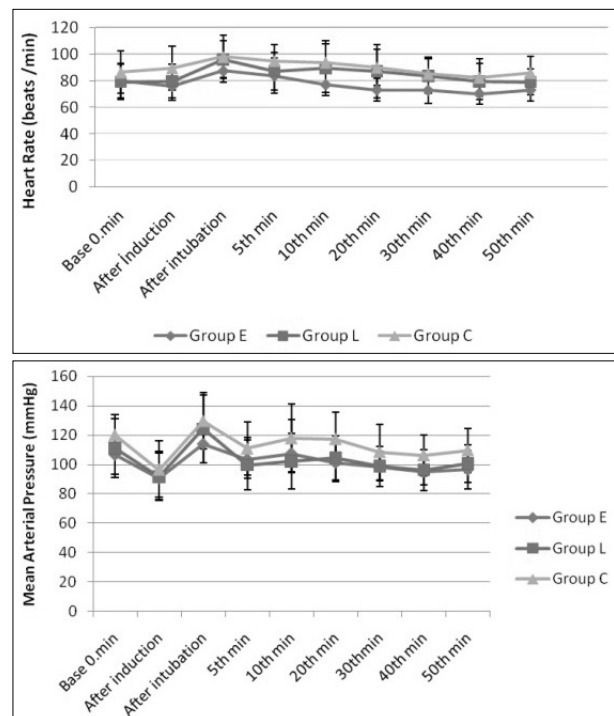 Heart Rate (beats /min)
120
100
80
60
40
20
0
Base 0.min
After İnduction
After intubation
5th min
10th min
20th min
30th min
40th min
50th min
Group E Group L Group C
Mean Arterial Pressure (mmHg)
160
140
120
100
80
60
40
20
0
Base 0.min
After induction
After intubation
5th min
10th min
20th min
30thmin
40th min
50th min
Group E
Group L
Group C